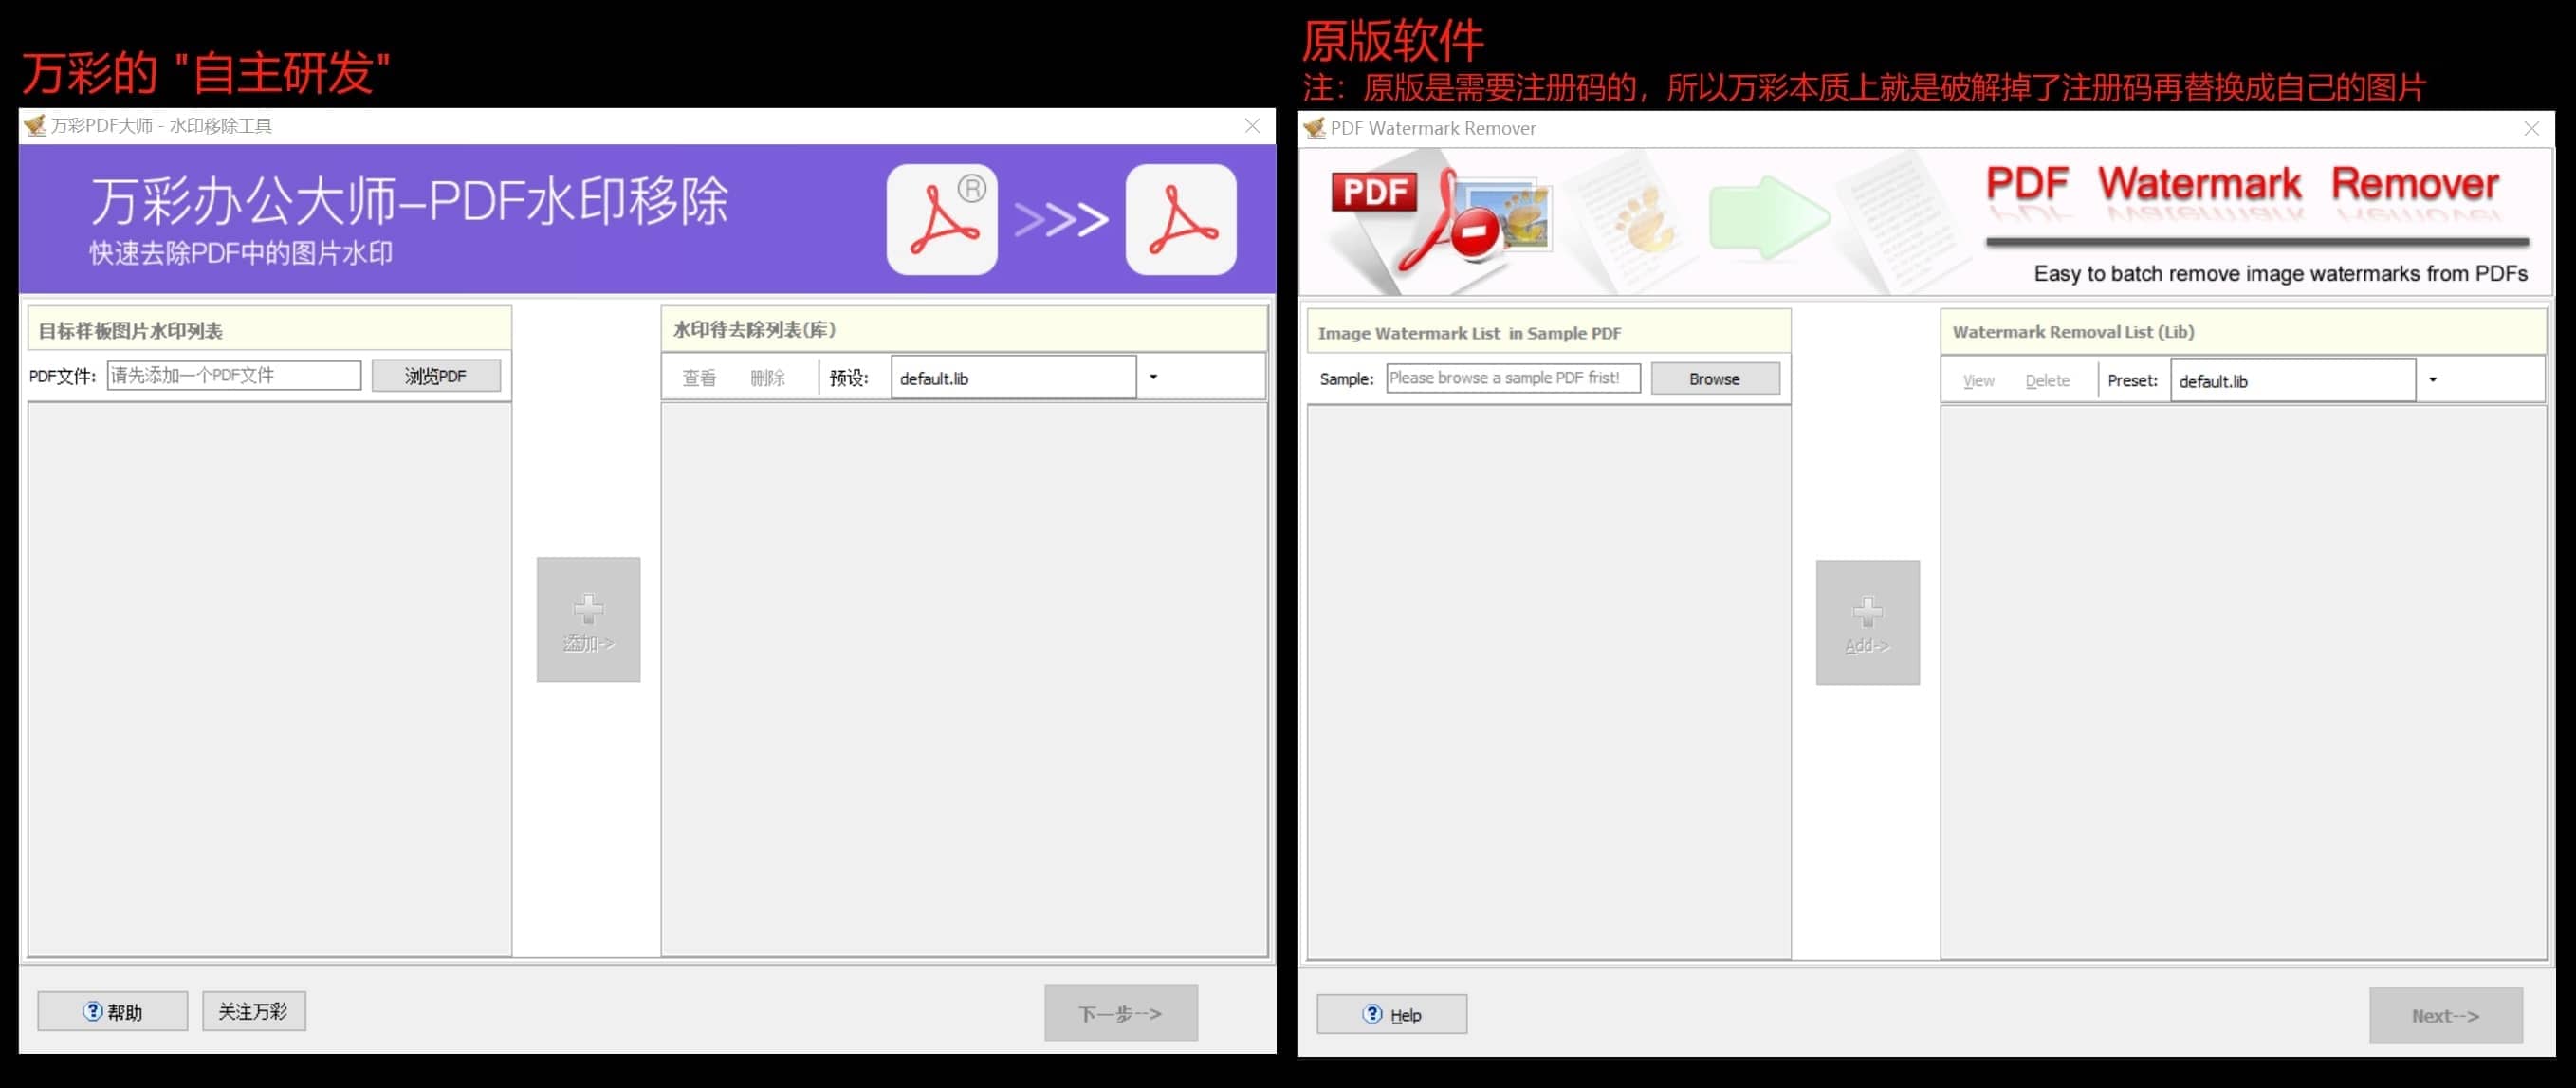 万彩的 "自主研发"
万彩PDF大师 - 水印移除工具
万彩办公大师-PDF水印移除
R
快速去除PDF中的图片水印
目标样板图片水印列表
PDF文件: 请先添加一个PDF文件 浏览PDF
添加->
水印待去除列表(库)
查看 删除 预设: default.lib
帮助 关注万彩 下一步-->
原版软件
注：原版是需要注册码的，所以万彩本质上就是破解掉了注册码再替换成自己的图片
PDF Watermark Remover
PDF
PDF Watermark Remover
Easy to batch remove image watermarks from PDFs
Image Watermark List in Sample PDF
Sample: Please browse a sample PDF frist! Browse
Add->
Watermark Removal List (Lib)
View Delete Preset: default.lib
Help Next-->